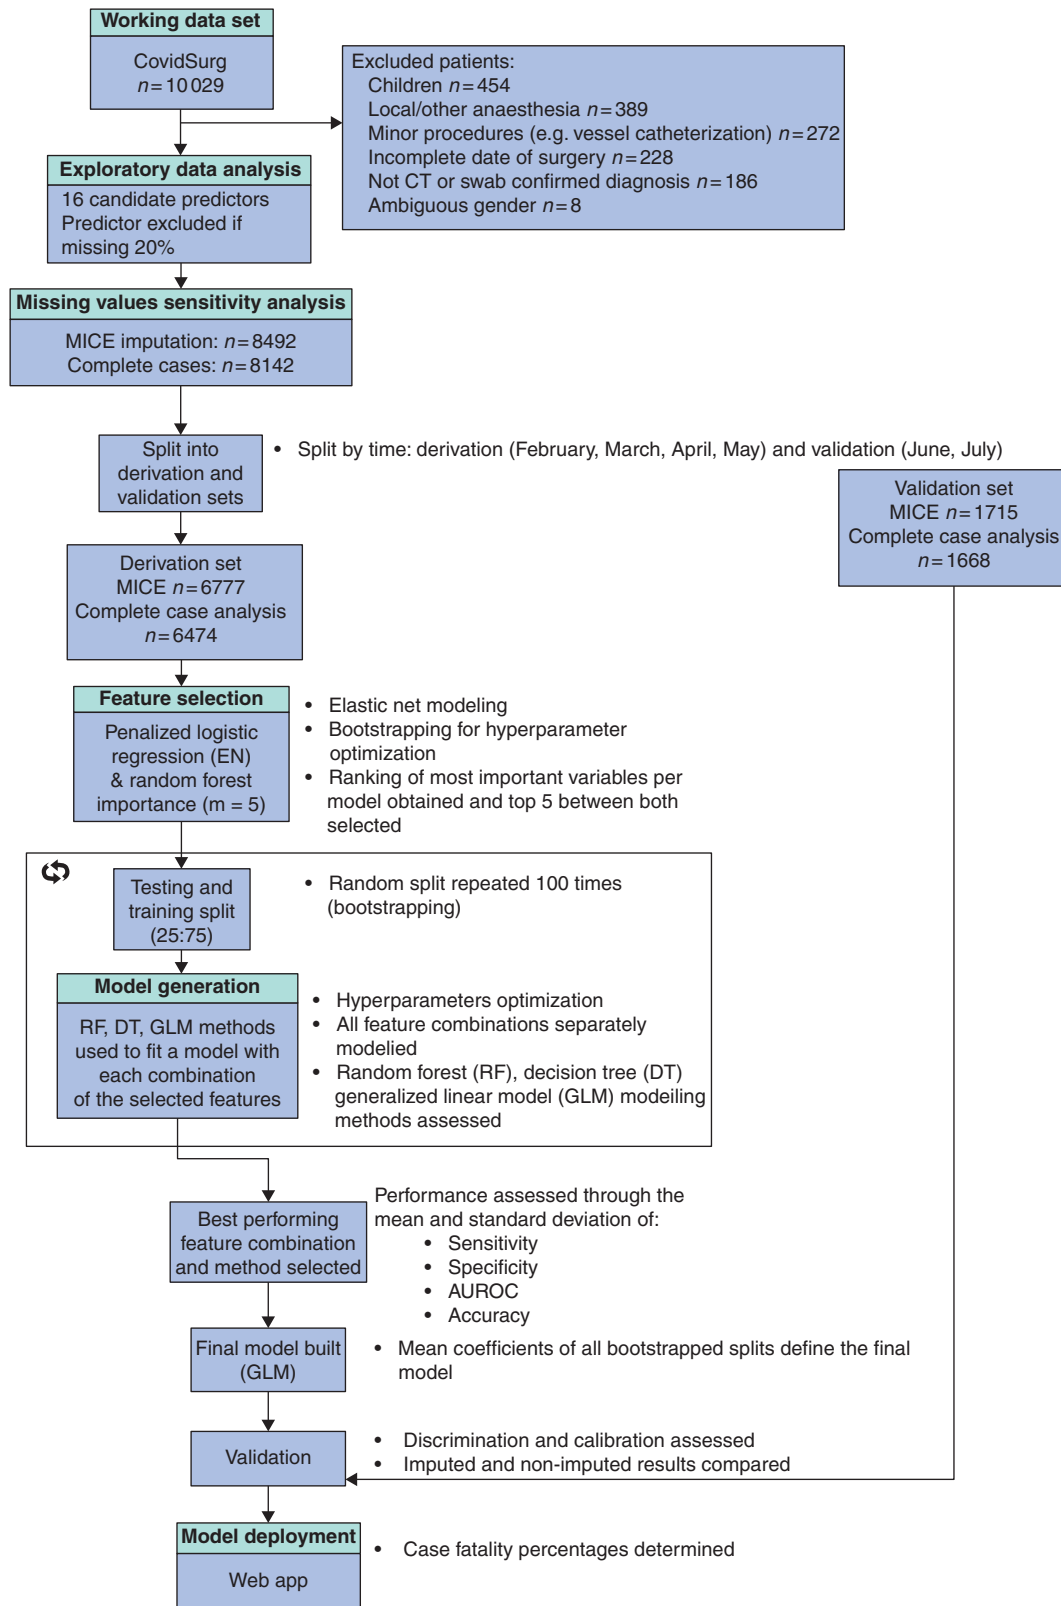 Working data set
CovidSurg
n=10 029
Excluded patients:
Children n=454
Local/other anaesthesia n=389
Minor procedures (e.g. vessel catheterization) n=272
Incomplete date of surgery n=228
Not CT or swab confirmed diagnosis n=186
Ambiguous gender n=8
Exploratory data analysis
16 candidate predictors
Predictor excluded if
missing 20%
Missing values sensitivity analysis
MICE imputation: n=8492
Complete cases: n=8142
Split into
derivation and
validation sets
• Split by time: derivation (February, March, April, May) and validation (June, July)
Validation set
MICE n=1715
Complete case analysis
n=1668
Derivation set
MICE n=6777
Complete case analysis
n=6474
Feature selection
Penalized logistic
regression (EN)
& random forest
importance (m = 5)
• Elastic net modeling
• Bootstrapping for hyperparameter
optimization
• Ranking of most important variables per
model obtained and top 5 between both
selected
Testing and
training split
(25:75)
• Random split repeated 100 times
(bootstrapping)
Model generation
RF, DT, GLM methods
used to fit a model with
each combination
of the selected features
• Hyperparameters optimization
• All feature combinations separately
modelied
• Random forest (RF), decision tree (DT)
generalized linear model (GLM) modeiling
methods assessed
Best performing
feature combination
and method selected
Performance assessed through the
mean and standard deviation of:
• Sensitivity
• Specificity
• AUROC
• Accuracy
Final model built
(GLM)
• Mean coefficients of all bootstrapped splits define the final
model
Validation
• Discrimination and calibration assessed
• Imputed and non-imputed results compared
Model deployment
Web app
• Case fatality percentages determined